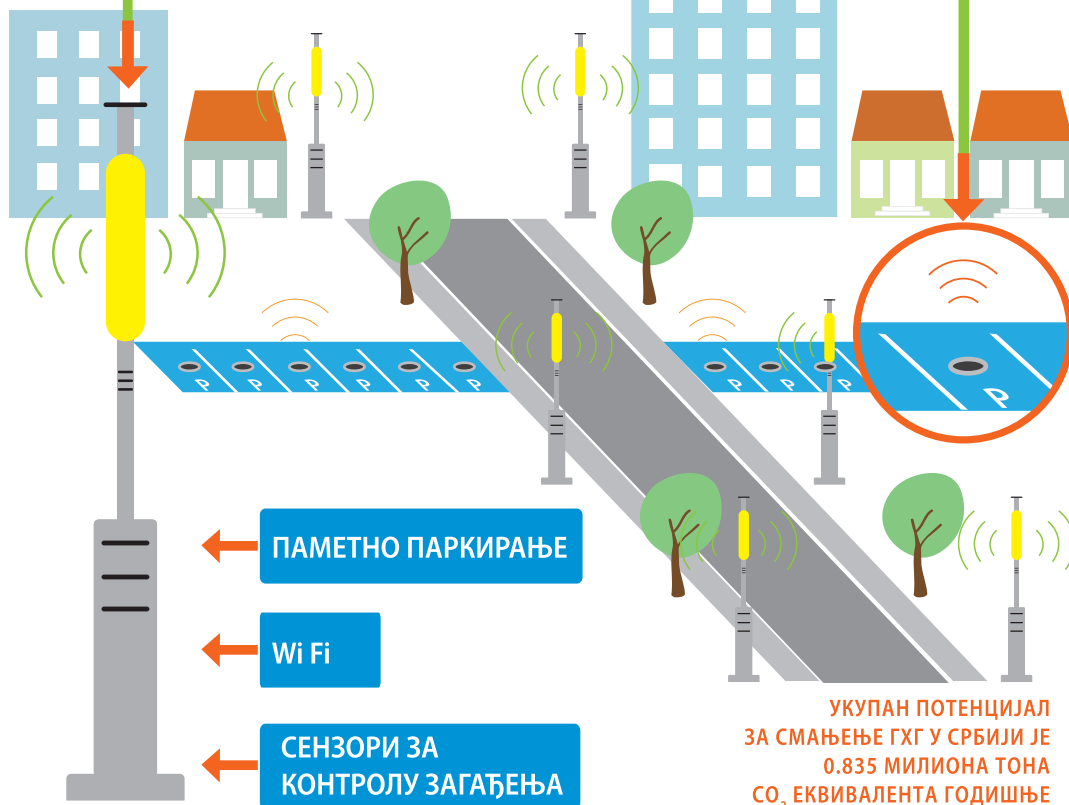 P P P P P P
P P P
P
ПАМЕТНО ПАРКИРАЊЕ
Wi Fi
СЕНЗОРИ ЗА
КОНТРОЛУ ЗАГАЂЕЊА
УКУПАН ПОТЕНЦИЈАЛ
ЗА СМАЊЕЊЕ ГХГ У СРБИЈИ ЈЕ
0.835 МИЛИОНА ТОНА
CO₂ ЕКВИВАЛЕНТА ГОДИШЊЕ